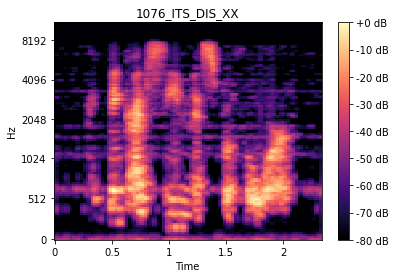 1076_ITS_DIS_XX
8192
4096
2048
1024
512
0
Hz
0 0.5 1 1.5 2
Time
+0 dB
-10 dB
-20 dB
-30 dB
-40 dB
-50 dB
-60 dB
-70 dB
-80 dB